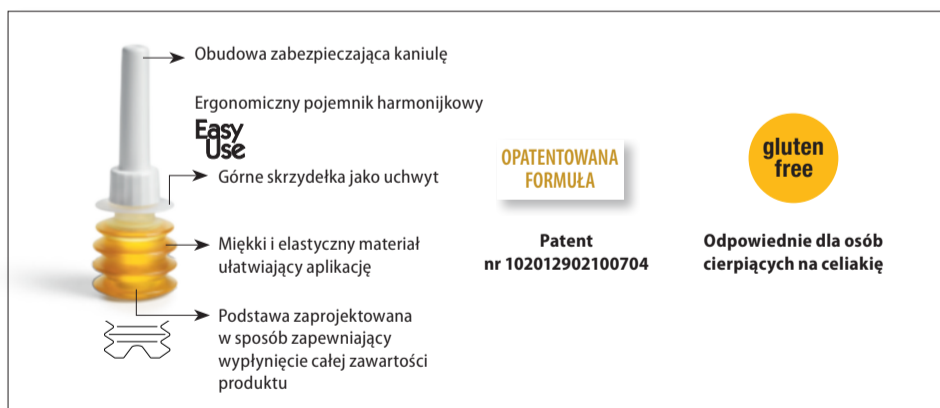 Obudowa zabezpieczająca kaniulę
Ergonomiczny pojemnik harmonijkowy
Easy
Use
Górne skrzydełka jako uchwyt
Miękki i elastyczny materiał
ułatwiający aplikację
Podstawa zaprojektowana
w sposób zapewniający
wypłynięcie całej zawartości
produktu
OPATENTOWANA
FORMUŁA
Patent
nr 102012902100704
gluten
free
Odpowiednie dla osób
cierpiących na celiakię